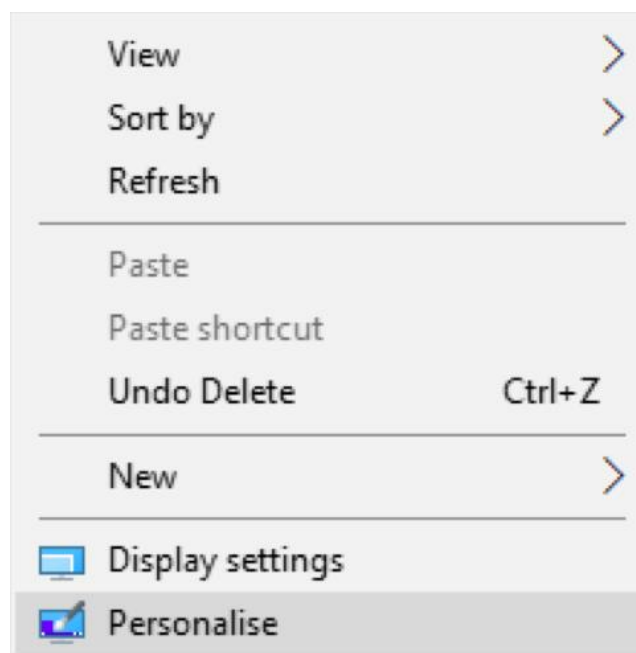 View
Sort by
Refresh
Paste
Paste shortcut
Undo Delete Ctrl+Z
New
Display settings
Personalise